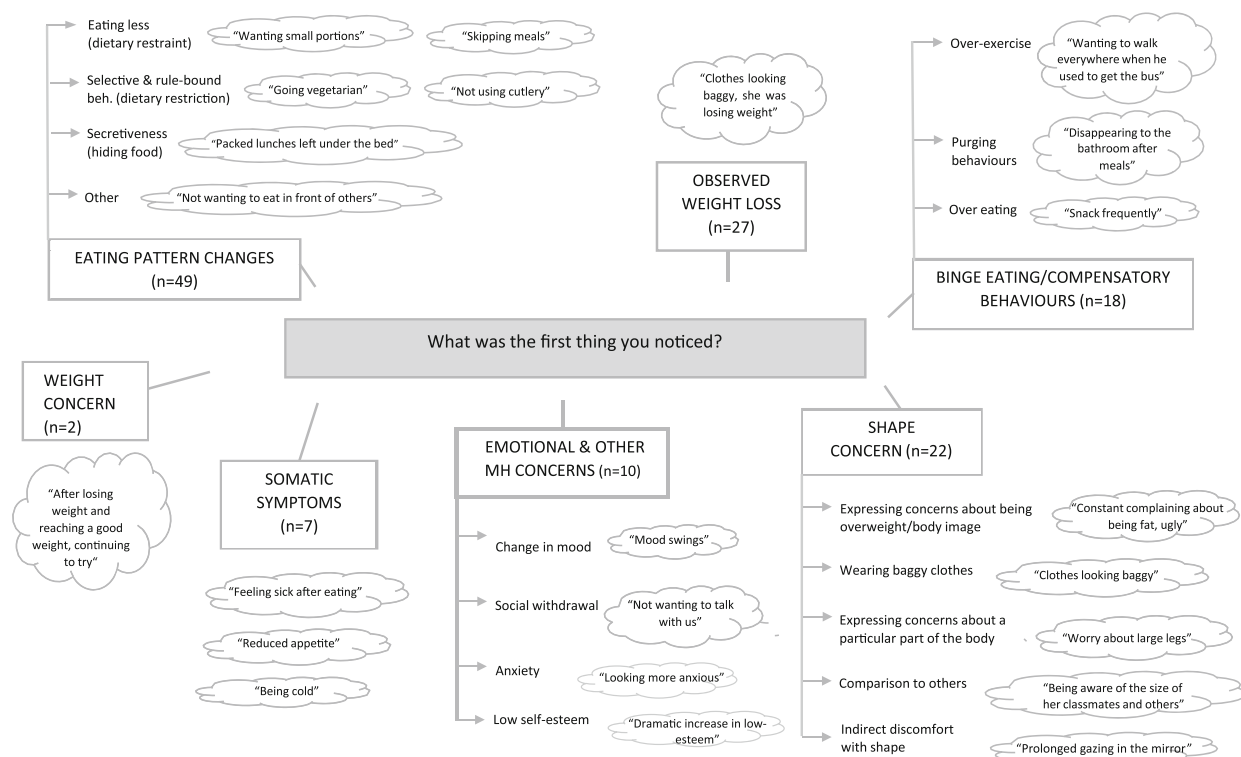 Eating less
(dietary restraint)
“Wanting small portions”
“Skipping meals”
Selective & rule-bound
beh. (dietary restriction)
“Going vegetarian”
“Not using cutlery”
Secretiveness
(hiding food)
“Packed lunches left under the bed”
Other
“Not wanting to eat in front of others”
EATING PATTERN CHANGES
(n=49)
“Clothes looking
baggy, she was
losing weight”
OBSERVED
WEIGHT LOSS
(n=27)
Over-exercise
“Wanting to walk
everywhere when he
used to get the bus”
Purging
behaviours
“Disappearing to the
bathroom after
meals”
Over eating
“Snack frequently”
BINGE EATING/COMPENSATORY
BEHAVIOURS (n=18)
What was the first thing you noticed?
WEIGHT
CONCERN
(n=2)
“After losing
weight and
reaching a good
weight, continuing
to try“
SOMATIC
SYMPTOMS
(n=7)
“Feeling sick after eating”
“Reduced appetite”
“Being cold”
EMOTIONAL & OTHER
MH CONCERNS (n=10)
Change in mood
“Mood swings”
Social withdrawal
“Not wanting to talk
with us”
Anxiety
“Looking more anxious”
Low self-esteem
“Dramatic increase in low-
esteem”
SHAPE
CONCERN (n=22)
Expressing concerns about being
overweight/body image
“Constant complaining about
being fat, ugly”
Wearing baggy clothes
“Clothes looking baggy”
Expressing concerns about a
particular part of the body
“Worry about large legs”
Comparison to others
“Being aware of the size of
her classmates and others”
Indirect discomfort
with shape
“Prolonged gazing in the mirror”